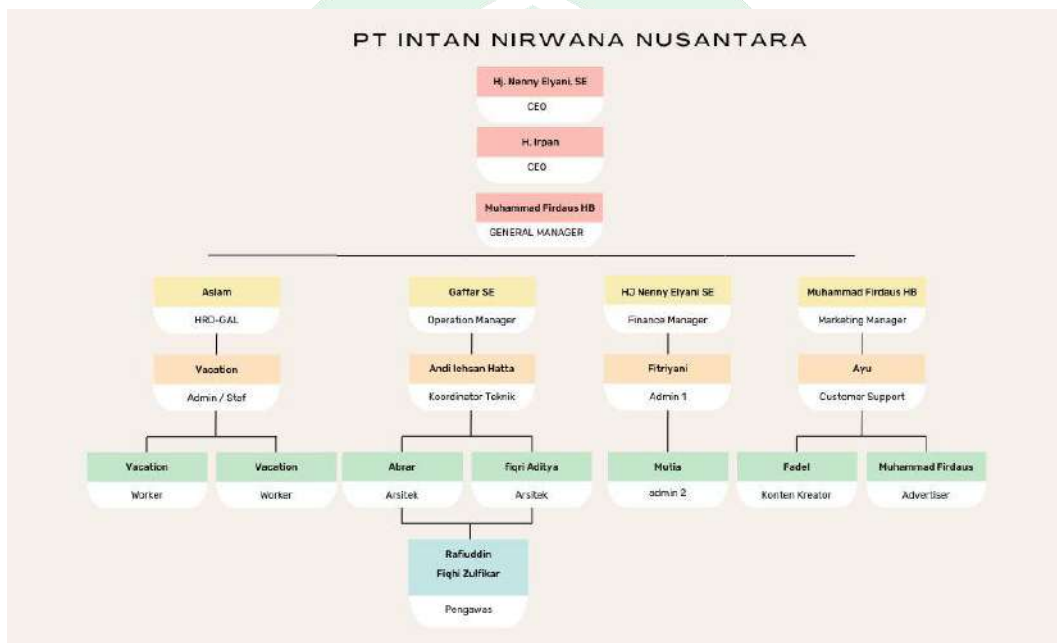 PT INTAN NIRWANA NUSANTARA
Hj. Nenny Elyani, SE
CEO
H. Irpan
CEO
Muhammad Firdaus HB
GENERAL MANAGER
Aslam
HRD-GAL
Gaffar SE
Operation Manager
HJ Nenny Elyani SE
Finance Manager
Muhammad Firdaus HB
Marketing Manager
Vacation
Admin / Staf
Andi Iehsan Hatta
Koordinator Teknik
Fitriyani
Admin 1
Ayu
Customer Support
Vacation
Worker
Vacation
Worker
Abrar
Arsitek
fiqri Aditya
Arsitek
Mutia
admin 2
Fadel
Konten Kreator
Muhammad Firdaus
Advertiser
Rafiuddin
Fiqhi Zulfikar
Pengawas